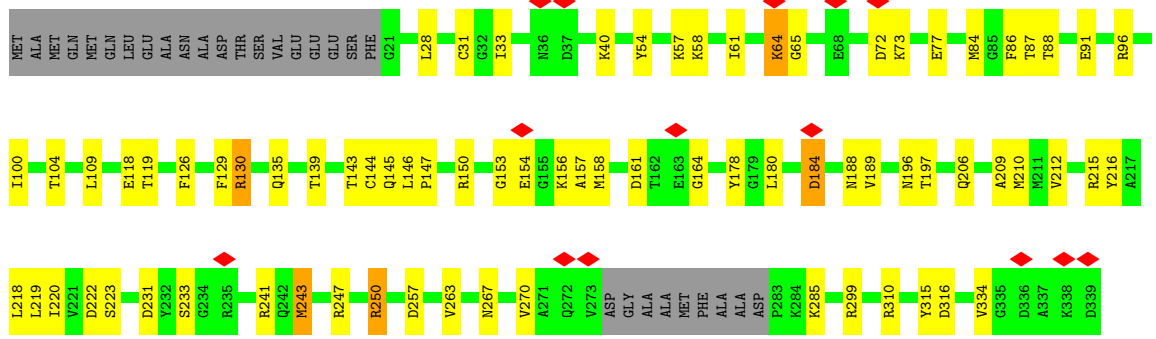 MET ALA MET GLN MET GLN LEU GLU ALA ASN ALA ASP THR SER VAL GLU GLU GLU SER PHE G21 L28 C31 G32 I33 N36 D37 K40 Y54 K57 K58 I61 K64 G65 E68 D72 K73 E77 M84 G85 F86 T87 T88 E91 R96
I100 T104 L109 E118 T119 F126 F129 R130 Q135 T139 T143 C144 Q145 L146 P147 R150 G153 E154 G155 K156 A157 M158 D161 T162 E163 G164 Y178 G179 L180 D184 N188 V189 N196 T197 Q206 A209 M210 M211 V212 R215 Y216 A217
L218 L219 I220 V221 D222 S223 D231 Y232 S233 G234 R235 R241 Q242 M243 R247 R250 D257 V263 N267 V270 A271 Q272 V273 ASP GLY ALA ALA MET PHE ALA ALA ASP P283 K284 K285 R299 R310 Y315 D316 V334 G335 D336 A337 K338 D339